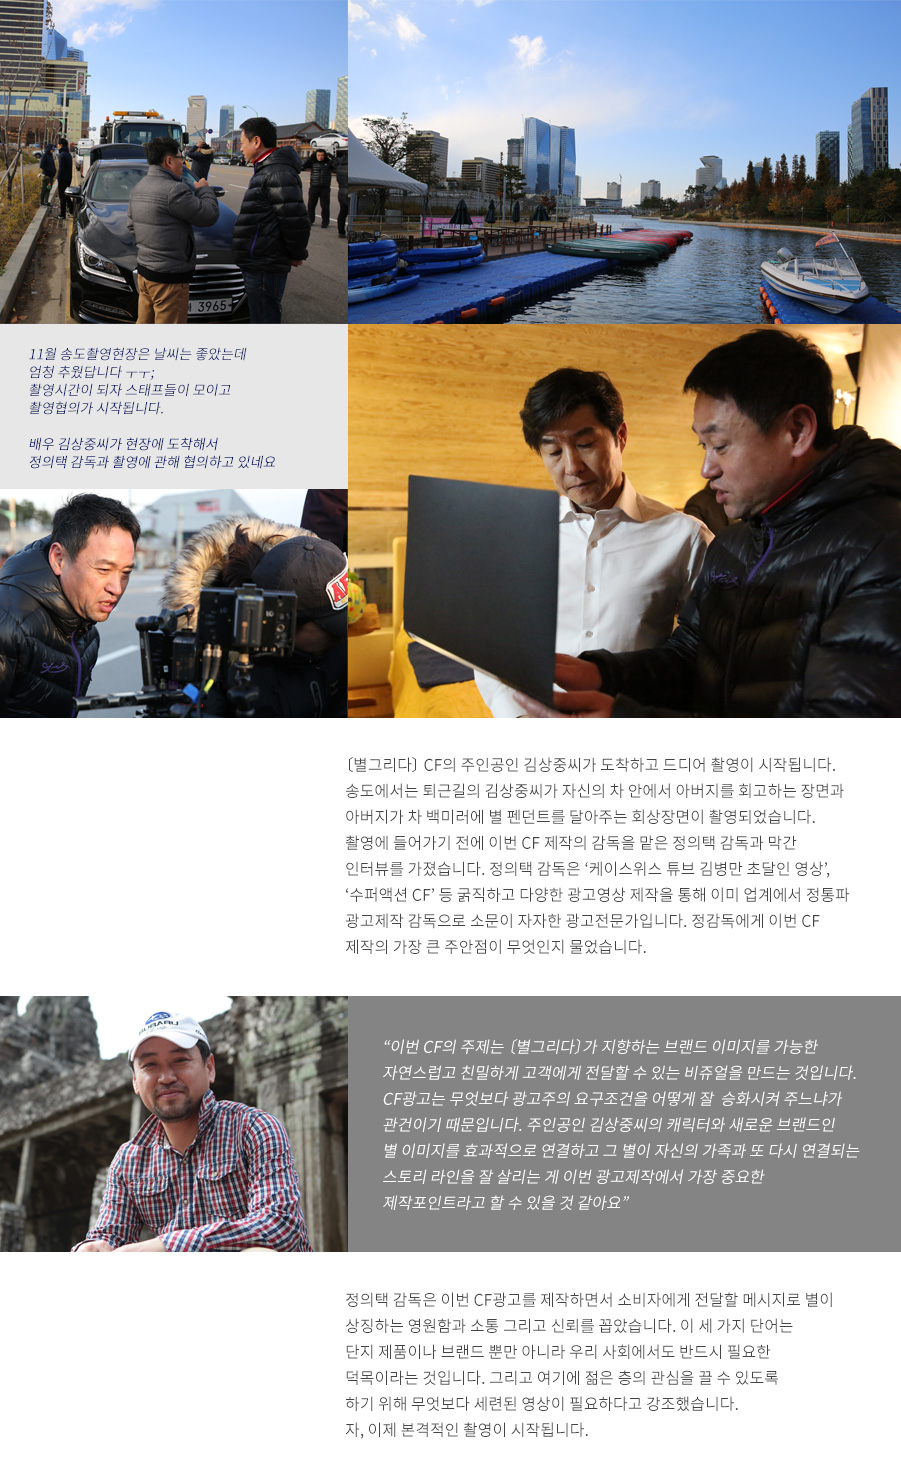 3965
11월 송도촬영현장은 날씨는 좋았는데
엄청 추웠답니다 ㅜㅜ;
촬영시간이 되자 스태프들이 모이고
촬영협의가 시작됩니다.
배우 김상중씨가 현장에 도착해서
정의택 감독과 촬영에 관해 협의하고 있네요
〔별그리다〕 CF의 주인공인 김상중씨가 도착하고 드디어 촬영이 시작됩니다.
송도에서는 퇴근길의 김상중씨가 자신의 차 안에서 아버지를 회고하는 장면과
아버지가 차 백미러에 별 펜던트를 달아주는 회상장면이 촬영되었습니다.
촬영에 들어가기 전에 이번 CF 제작의 감독을 맡은 정의택 감독과 막간
인터뷰를 가졌습니다. 정의택 감독은 ‘케이스위스 튜브 김병만 초달인 영상’,
‘수퍼액션 CF’ 등 굵직하고 다양한 광고영상 제작을 통해 이미 업계에서 정통파
광고제작 감독으로 소문이 자자한 광고전문가입니다. 정감독에게 이번 CF
제작의 가장 큰 주안점이 무엇인지 물었습니다.
SUBARU
“이번 CF의 주제는 〔별그리다〕가 지향하는 브랜드 이미지를 가능한
자연스럽고 친밀하게 고객에게 전달할 수 있는 비쥬얼을 만드는 것입니다.
CF광고는 무엇보다 광고주의 요구조건을 어떻게 잘 승화시켜 주느냐가
관건이기 때문입니다. 주인공인 김상중씨의 캐릭터와 새로운 브랜드인
별 이미지를 효과적으로 연결하고 그 별이 자신의 가족과 또 다시 연결되는
스토리 라인을 잘 살리는 게 이번 광고제작에서 가장 중요한
제작포인트라고 할 수 있을 것 같아요”
정의택 감독은 이번 CF광고를 제작하면서 소비자에게 전달할 메시지로 별이
상징하는 영원함과 소통 그리고 신뢰를 꼽았습니다. 이 세 가지 단어는
단지 제품이나 브랜드 뿐만 아니라 우리 사회에서도 반드시 필요한
덕목이라는 것입니다. 그리고 여기에 젊은 층의 관심을 끌 수 있도록
하기 위해 무엇보다 세련된 영상이 필요하다고 강조했습니다.
자, 이제 본격적인 촬영이 시작됩니다.